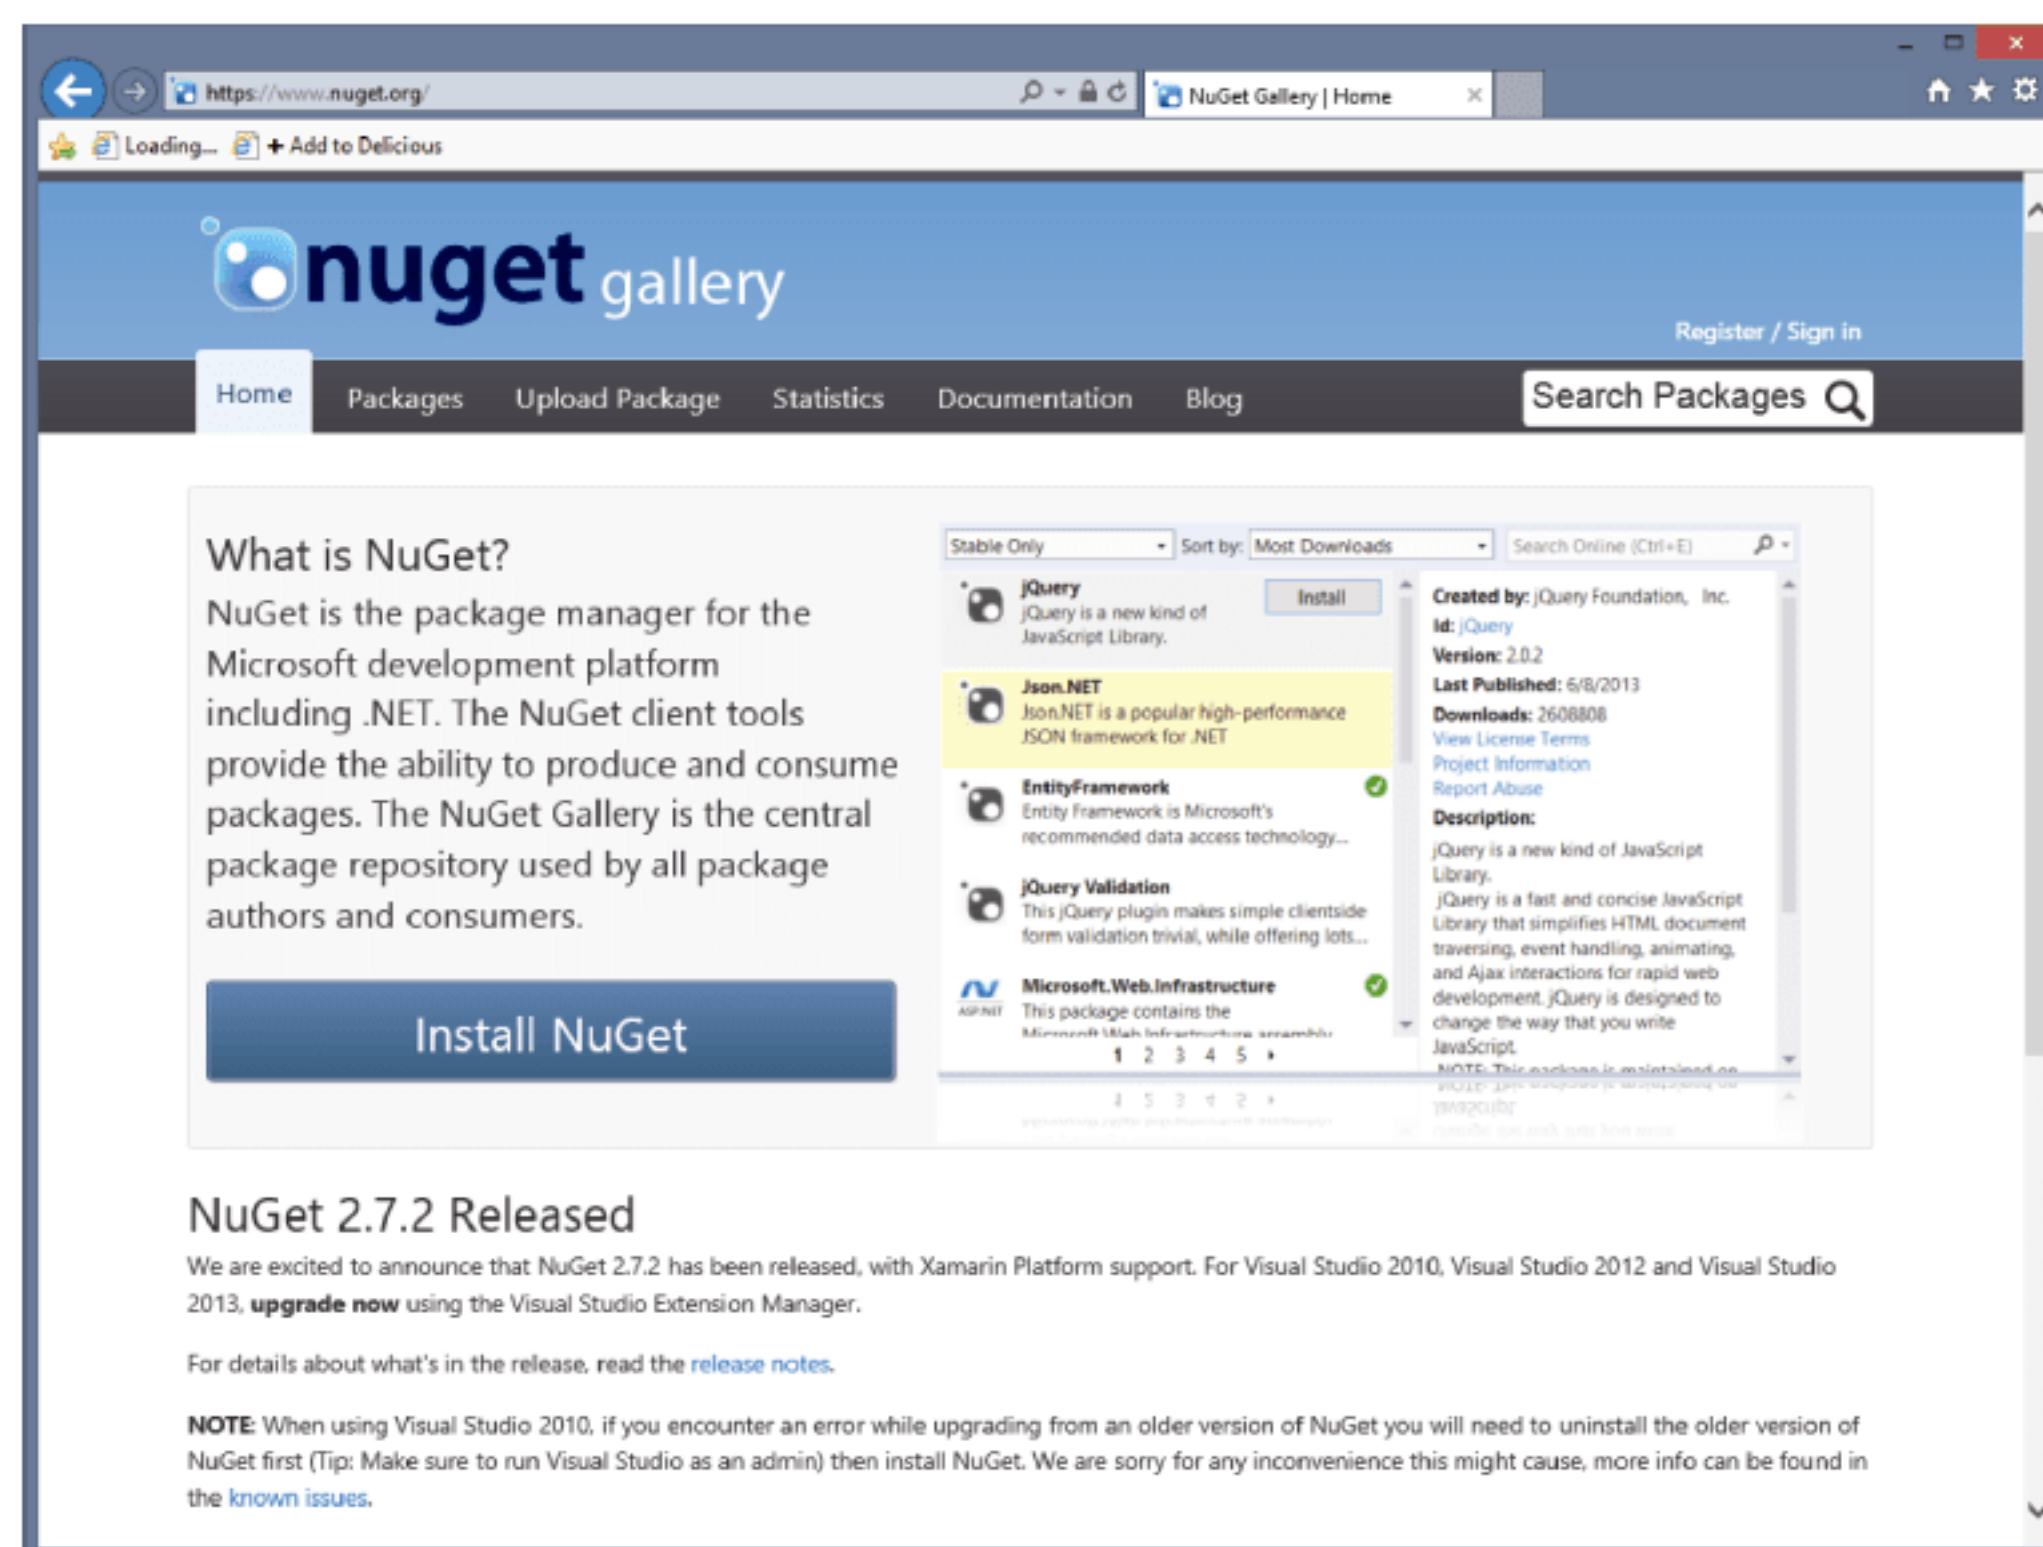 https://www.nuget.org/
NuGet Gallery | Home
Loading...
+ Add to Delicious
nuget gallery
Register / Sign in
Home
Packages
Upload Package
Statistics
Documentation
Blog
Search Packages
What is NuGet?
NuGet is the package manager for the
Microsoft development platform
including .NET. The NuGet client tools
provide the ability to produce and consume
packages. The NuGet Gallery is the central
package repository used by all package
authors and consumers.
Install NuGet
Stable Only
Sort by: Most Downloads
Search Online (Ctrl+E)
jQuery
jQuery is a new kind of
JavaScript Library.
Install
Json.NET
Json.NET is a popular high-performance
JSON framework for .NET
EntityFramework
Entity Framework is Microsoft's
recommended data access technology...
jQuery Validation
This jQuery plugin makes simple clientside
form validation trivial, while offering lots...
ASP.NET
Microsoft.Web.Infrastructure
This package contains the
Microsoft.Web.Infrastructure assembly
1 2 3 4 5
Created by: jQuery Foundation, Inc.
Id: jQuery
Version: 2.0.2
Last Published: 6/8/2013
Downloads: 2608808
View License Terms
Project Information
Report Abuse
Description:
jQuery is a new kind of JavaScript
Library.
jQuery is a fast and concise JavaScript
Library that simplifies HTML document
traversing, event handling, animating,
and Ajax interactions for rapid web
development. jQuery is designed to
change the way that you write
JavaScript.
NOTE: This package is maintained on
NuGet 2.7.2 Released
We are excited to announce that NuGet 2.7.2 has been released, with Xamarin Platform support. For Visual Studio 2010, Visual Studio 2012 and Visual Studio
2013, upgrade now using the Visual Studio Extension Manager.
For details about what's in the release, read the release notes.
NOTE: When using Visual Studio 2010, if you encounter an error while upgrading from an older version of NuGet you will need to uninstall the older version of
NuGet first (Tip: Make sure to run Visual Studio as an admin) then install NuGet. We are sorry for any inconvenience this might cause, more info can be found in
the known issues.